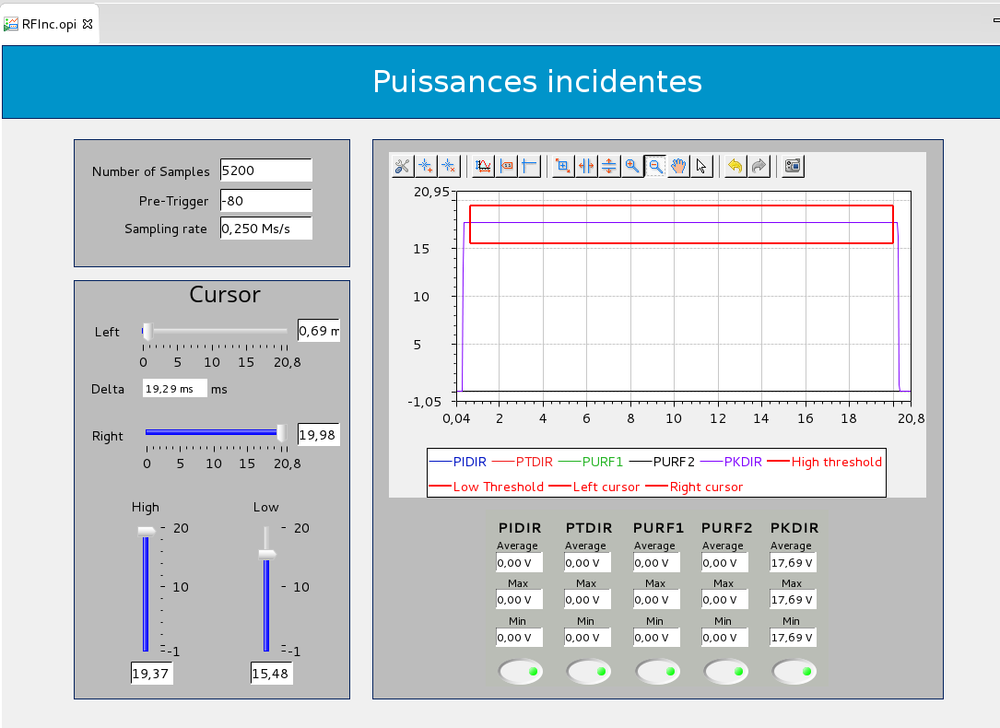 RFInc.opi
Puissances incidentes
Number of Samples 5200
Pre-Trigger -80
Sampling rate 0,250 Ms/s
Cursor
Left 0,69 m
0 5 10 15 20,8
Delta 19,29 ms ms
Right 19,98
0 5 10 15 20,8
High Low
20 20
10 10
-1 -1
19,37 15,48
20,95
15
10
5
-1,05
0,04 2 4 6 8 10 12 14 16 18 20,8
PIDIR PTDIR PURF1 PURF2 PKDIR High threshold
Low Threshold Left cursor Right cursor
PIDIR PTDIR PURF1 PURF2 PKDIR
Average Average Average Average Average
0,00 V 0,00 V 0,00 V 0,00 V 17,69 V
Max Max Max Max Max
0,00 V 0,00 V 0,00 V 0,00 V 17,69 V
Min Min Min Min Min
0,00 V 0,00 V 0,00 V 0,00 V 17,69 V